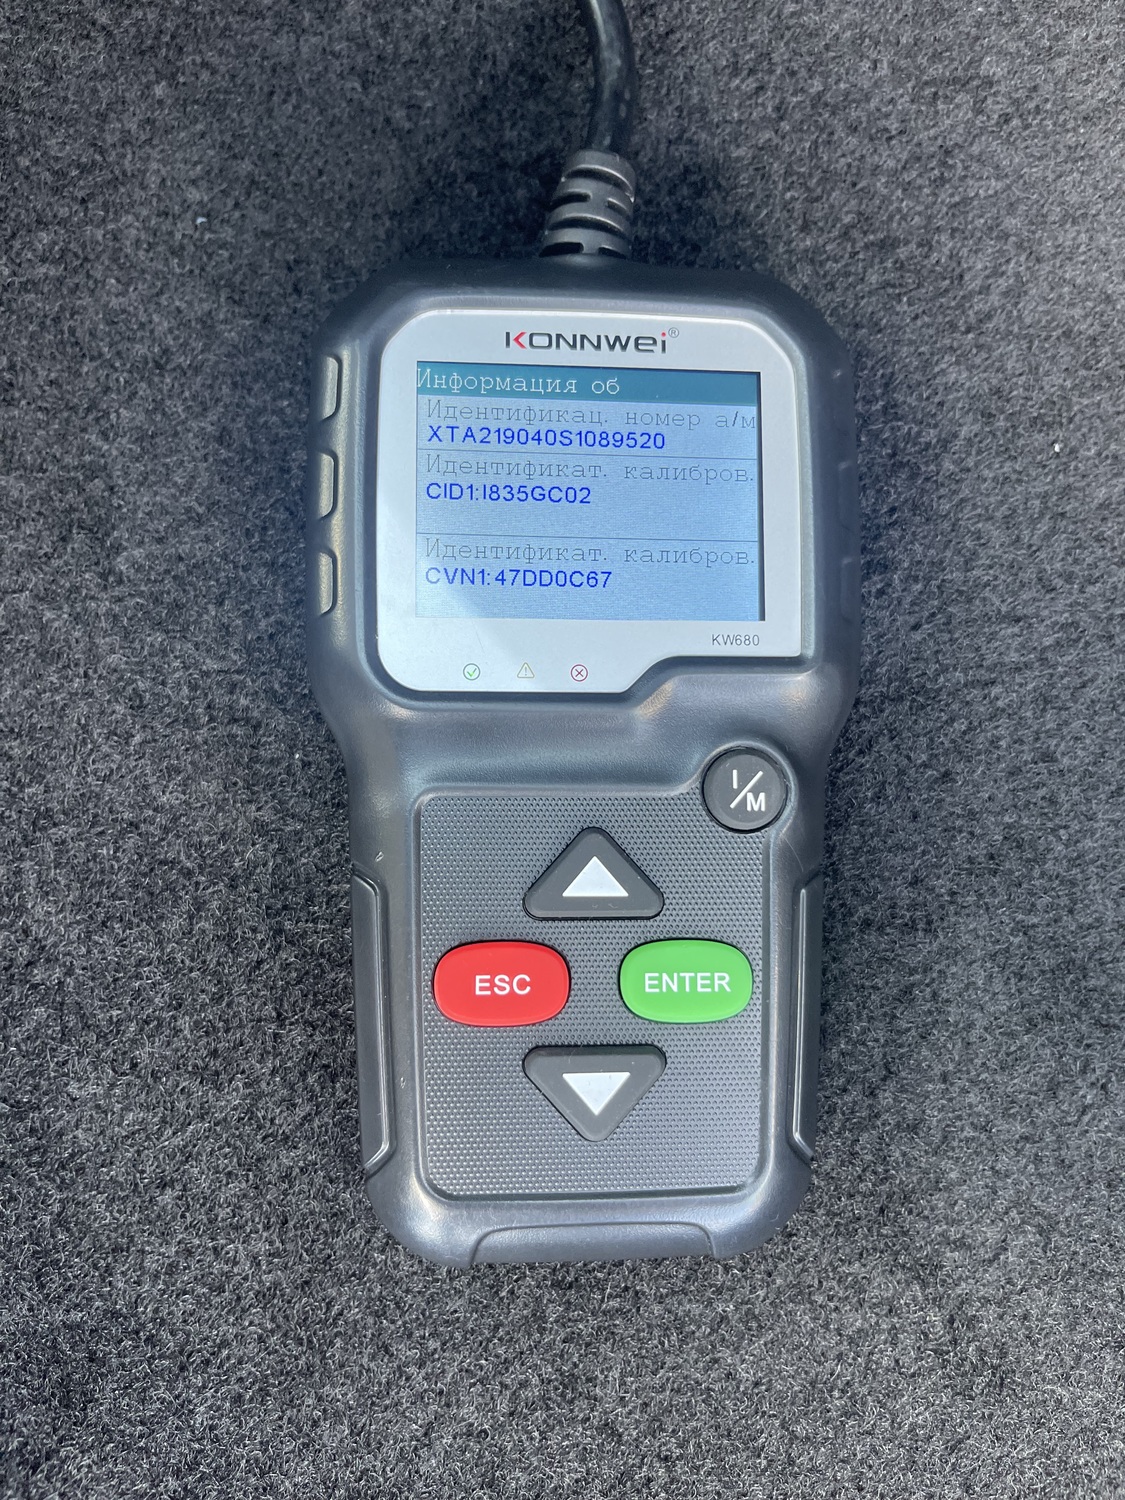 KONNWEI®
Информация об
Идентификац. номер а/м
XTA219040S1089520
Идентификат. калибров.
CID1:I835GC02
Идентификат. калибров.
CVN1:47DD0C67
KW680
I/M
ESC
ENTER